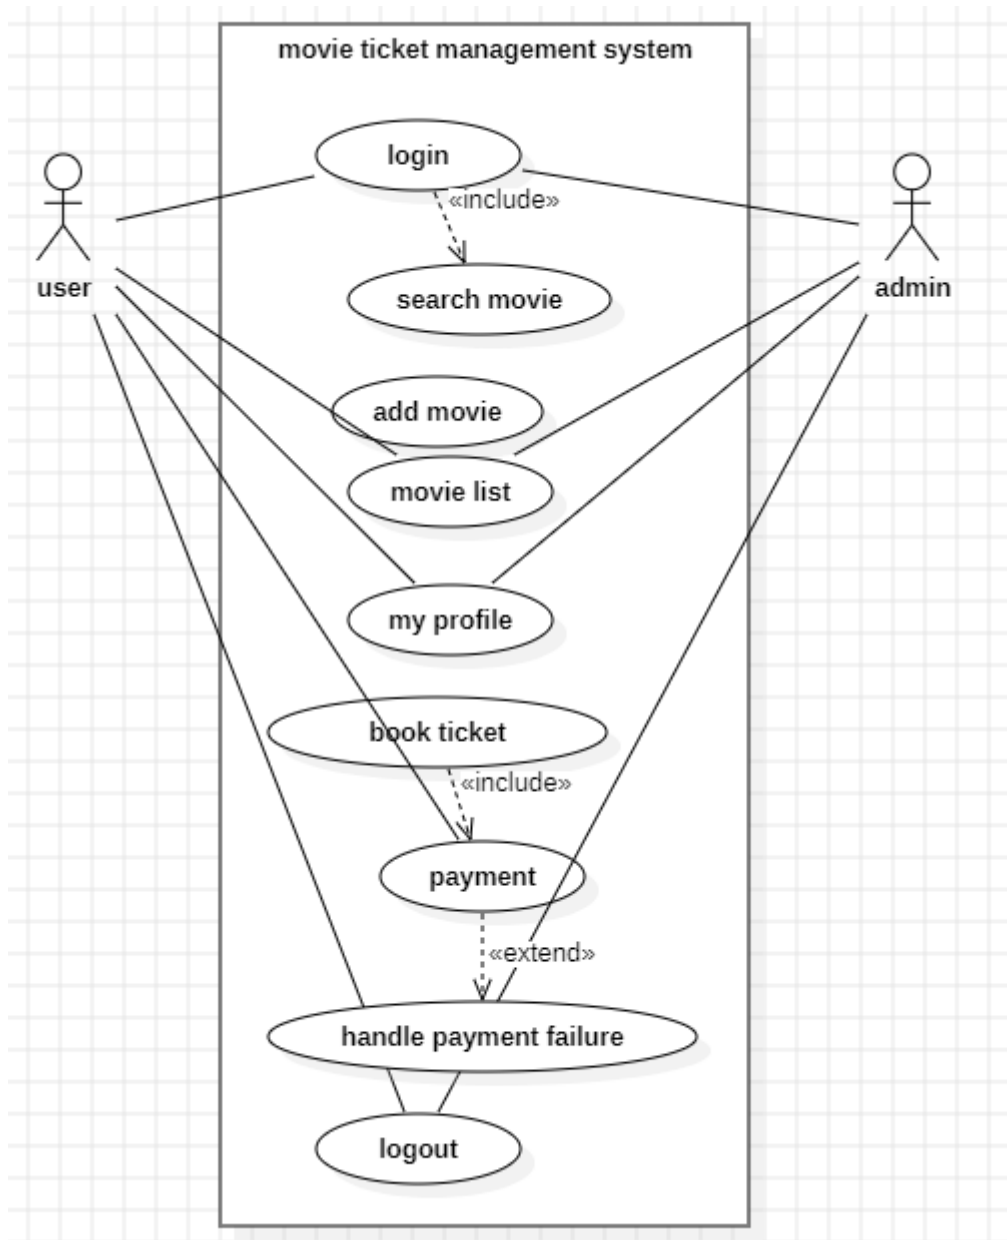 movie ticket management system
login
«include»
user
admin
search movie
add movie
movie list
my profile
book ticket
«include»
payment
«extend»
handle payment failure
logout